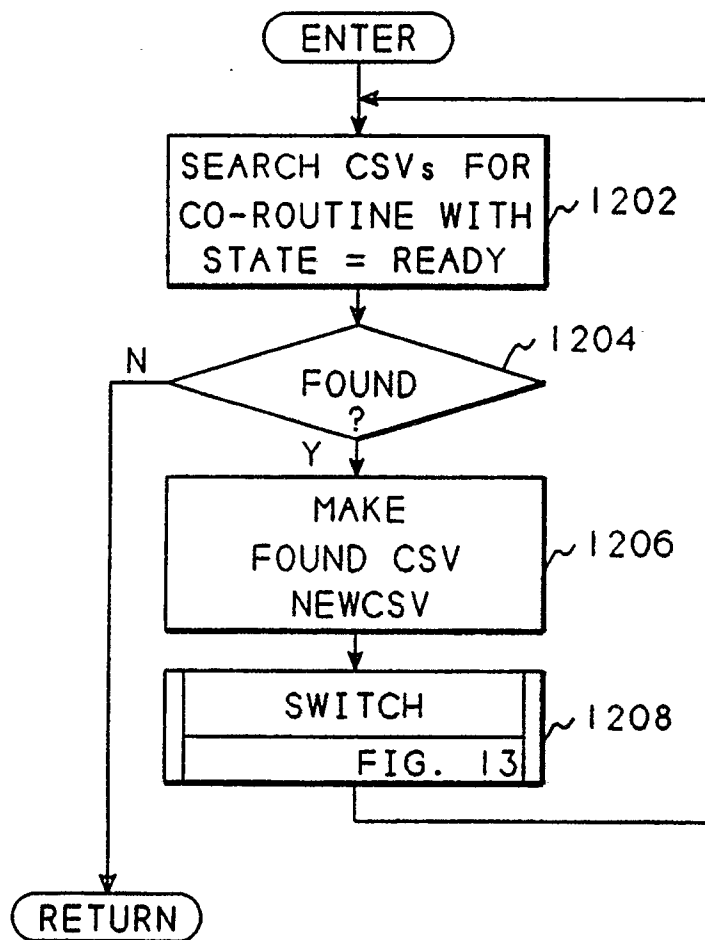 ENTER
SEARCH CSVs FOR
CO-ROUTINE WITH
STATE = READY
1202
1204
N
FOUND
?
Y
MAKE
FOUND CSV
NEWCSV
1206
SWITCH
1208
FIG. 13
RETURN